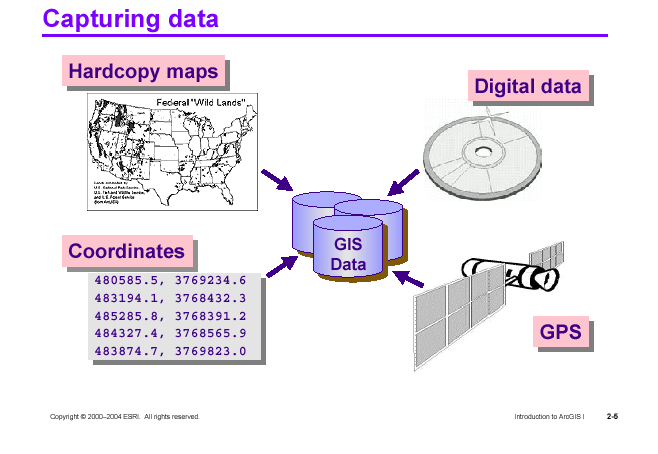 Capturing data
Hardcopy maps
Digital data
Federal "Wild Lands"
Coordinates
480585.5, 3769234.6
483194.1, 3768432.3
485285.8, 3768391.2
484327.4, 3768565.9
483874.7, 3769823.0
GIS
Data
GPS
Copyright © 2000–2004 ESRI. All rights reserved.
Introduction to ArcGIS I
2-5